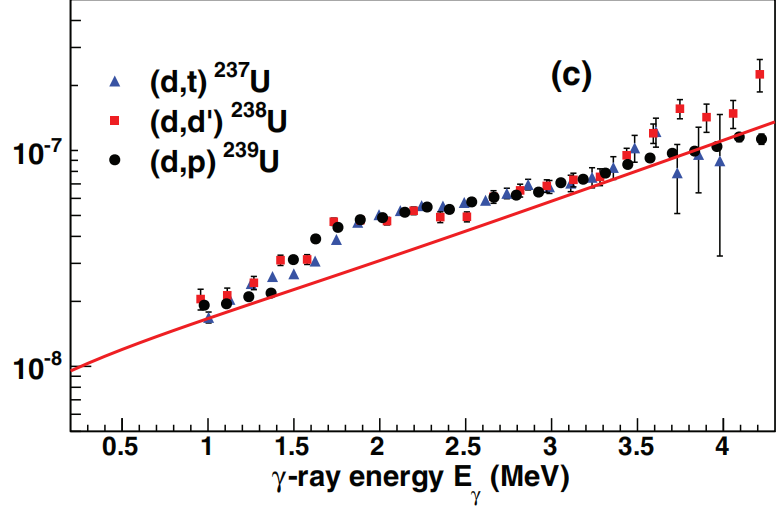 (d,t) ²³⁷U
(c)
(d,d') ²³⁸U
(d,p) ²³⁹U
10⁻⁷
10⁻⁸
0.5 1 1.5 2 2.5 3 3.5 4
γ-ray energy E_γ (MeV)